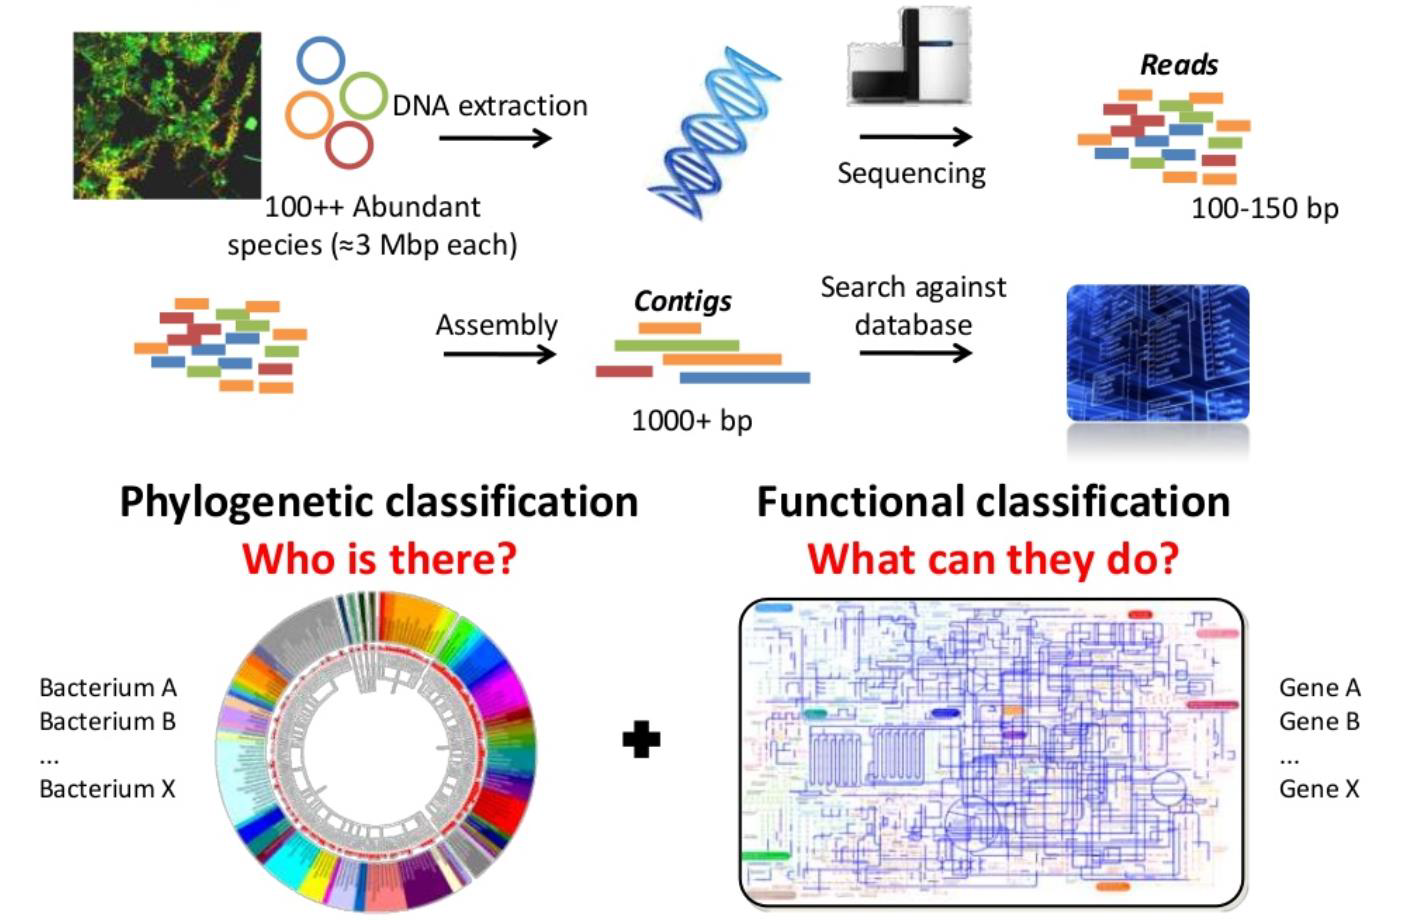 DNA extraction
100++ Abundant
species (≈3 Mbp each)
Sequencing
Reads
100-150 bp
Assembly
Contigs
1000+ bp
Search against
database
Phylogenetic classification
Who is there?
Bacterium A
Bacterium B
...
Bacterium X
Functional classification
What can they do?
Gene A
Gene B
...
Gene X